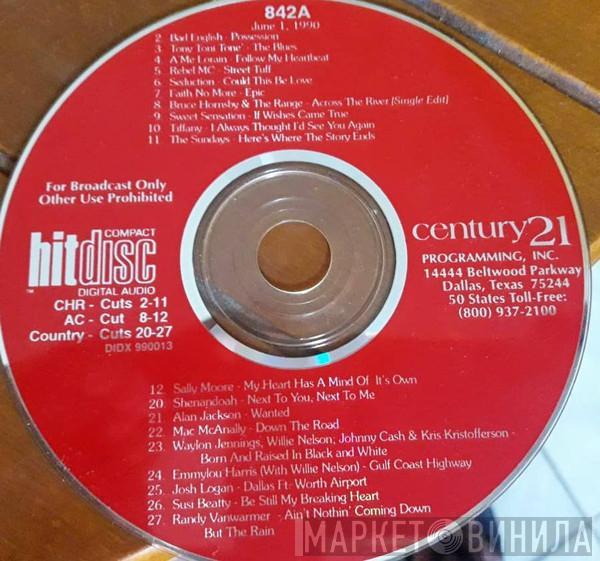 842A
June 1, 1990
2. Bad English - Possession
3. Tony Toni Tone' - The Blues
4. A'Me Lorain - Follow My Heartbeat
5. Rebel MC - Street Tuff
6. Seduction - Could This Be Love
7. Faith No More - Epic
8. Bruce Hornsby & The Range - Across The River [Single Edit]
9. Sweet Sensation - If Wishes Came True
10. Tiffany - I Always Thought I'd See You Again
11. The Sundays - Here's Where The Story Ends
For Broadcast Only
Other Use Prohibited
COMPACT
hitdisc
TM
DIGITAL AUDIO
CHR - Cuts 2-11
AC - Cut 8-12
Country - Cuts 20-27
DIDX 990013
century21
PROGRAMMING, INC.
14444 Beltwood Parkway
Dallas, Texas 75244
50 States Toll-Free:
(800) 937-2100
12. Sally Moore - My Heart Has A Mind Of It's Own
20. Shenandoah - Next To You, Next To Me
21. Alan Jackson - Wanted
22. Mac McAnally - Down The Road
23. Waylon Jennings, Willie Nelson, Johnny Cash & Kris Kristofferson -
Born And Raised In Black and White
24. Emmylou Harris (With Willie Nelson) - Gulf Coast Highway
25. Josh Logan - Dallas Ft. Worth Airport
26. Susi Beatty - Be Still My Breaking Heart
27. Randy Vanwarmer - Ain't Nothin' Coming Down
But The Rain
МАРКЕТ ВИНИЛА